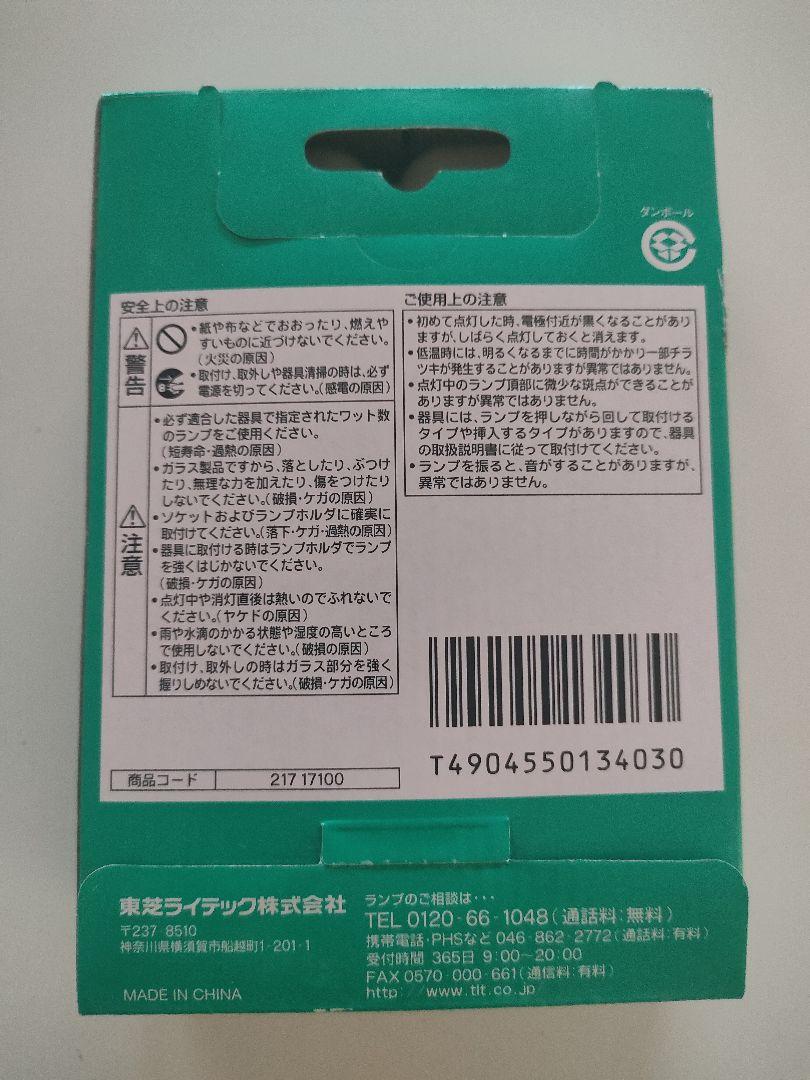 ダンボール
安全上の注意
警告
・紙や布などでおおったり、燃えや
すいものに近づけないでください。
(火災の原因)
・取付け、取外しや器具清掃の時は、必ず
電源を切ってください。(感電の原因)
注意
・必ず適合した器具で指定されたワット数
のランプをご使用ください。
(短寿命・過熱の原因)
・ガラス製品ですから、落としたり、ぶつけ
たり、無理な力を加えたり、傷をつけたり
しないでください。(破損・ケガの原因)
・ソケットおよびランプホルダに確実に
取付けてください。(落下・ケガ・過熱の原因)
・器具に取付ける時はランプホルダでランプ
を強くはじかないでください。
(破損・ケガの原因)
・点灯中や消灯直後は熱いのでふれないで
ください。(ヤケドの原因)
・雨や水滴のかかる状態や湿度の高いところ
で使用しないでください。(破損の原因)
・取付け、取外しの時はガラス部分を強く
握りしめないでください。(破損・ケガの原因)
ご使用上の注意
・初めて点灯した時、電極付近が黒くなることがあり
ますが、しばらく点灯しておくと消えます。
・低温時には、明るくなるまでに時間がかかり一部チラ
ツキが発生することがありますが異常ではありません。
・点灯中のランプ頂部に微少な斑点ができることが
ありますが異常ではありません。
・器具には、ランプを押しながら回して取付ける
タイプや挿入するタイプがありますので、器具
の取扱説明書に従って取付けてください。
・ランプを振ると、音がすることがありますが、
異常ではありません。
T4904550134030
商品コード 217 17100
東芝ライテック株式会社
〒237-8510
神奈川県横須賀市船越町1-201-1
MADE IN CHINA
ランプのご相談は・・・
TEL 0120-66-1048(通話料:無料)
携帯電話・PHSなど 046-862-2772(通話料:有料)
受付時間 365日 9:00~20:00
FAX 0570-000-661(通信料:有料)
http://www.tlt.co.jp